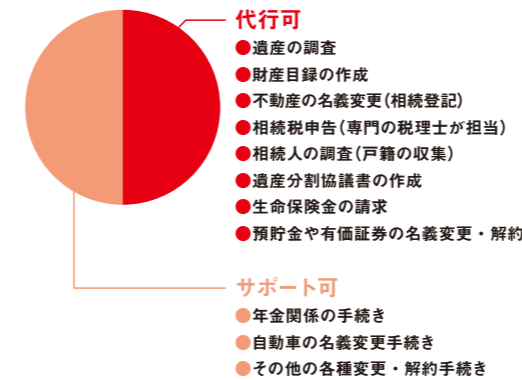 代行可
●遺産の調査
●財産目録の作成
●不動産の名義変更(相続登記)
●相続税申告(専門の税理士が担当)
●相続人の調査(戸籍の収集)
●遺産分割協議書の作成
●生命保険金の請求
●預貯金や有価証券の名義変更・解約
サポート可
●年金関係の手続き
●自動車の名義変更手続き
●その他の各種変更・解約手続き